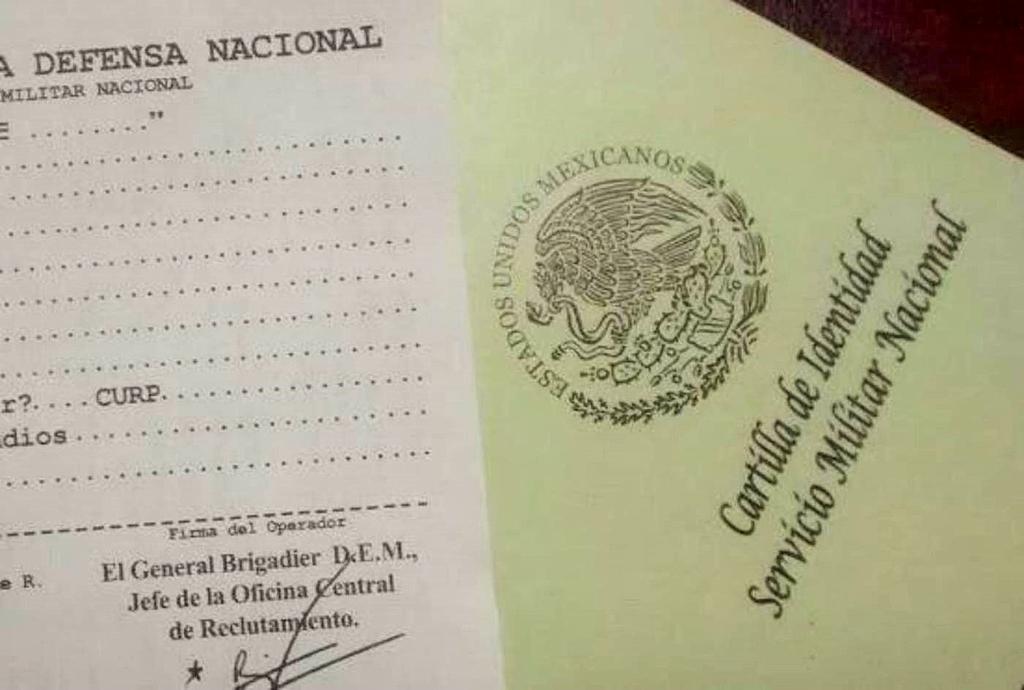 A DEFENSA NACIONAL
MILITAR NACIONAL
E ........"
r?....CURP.....................
dios..............................
Firma del Operador
e R.
El General Brigadier D.E.M.,
Jefe de la Oficina Central
de Reclutamiento.
ESTADOS UNIDOS MEXICANOS
Cartilla de Identidad
Servicio Militar Nacional